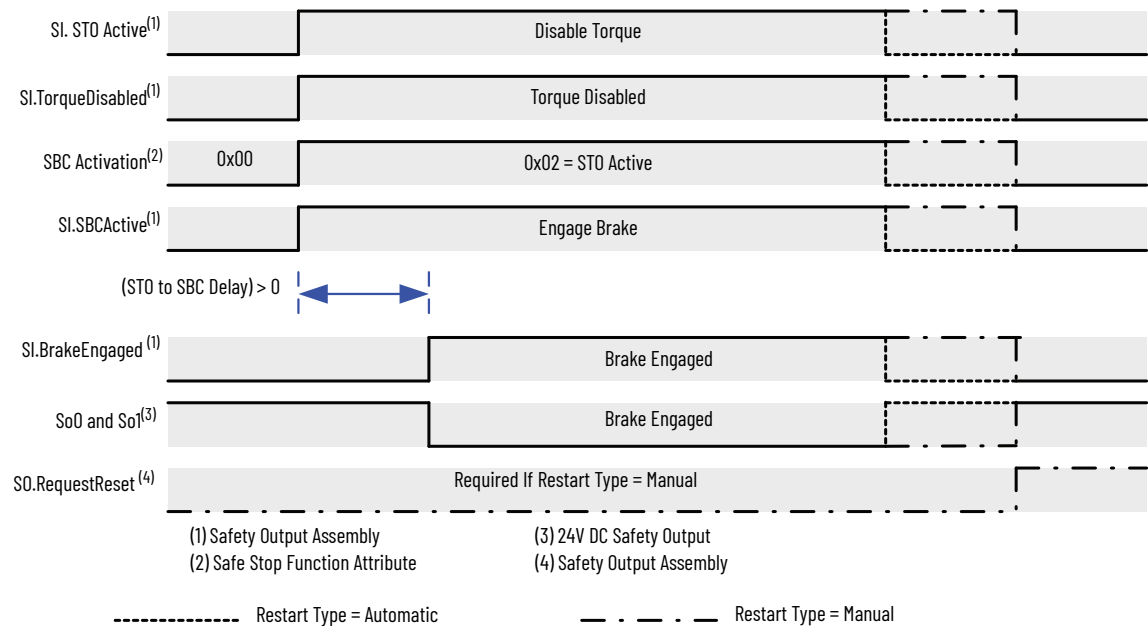 SI. STO Active(1)
Disable Torque
SI.TorqueDisabled(1)
Torque Disabled
SBC Activation(2)
0x00
0x02 = STO Active
SI.SBCActive(1)
Engage Brake
(STO to SBC Delay) > 0
SI.BrakeEngaged (1)
Brake Engaged
So0 and So1(3)
Brake Engaged
SO.RequestReset (4)
Required If Restart Type = Manual
(1) Safety Output Assembly
(3) 24V DC Safety Output
(2) Safe Stop Function Attribute
(4) Safety Output Assembly
Restart Type = Automatic
Restart Type = Manual